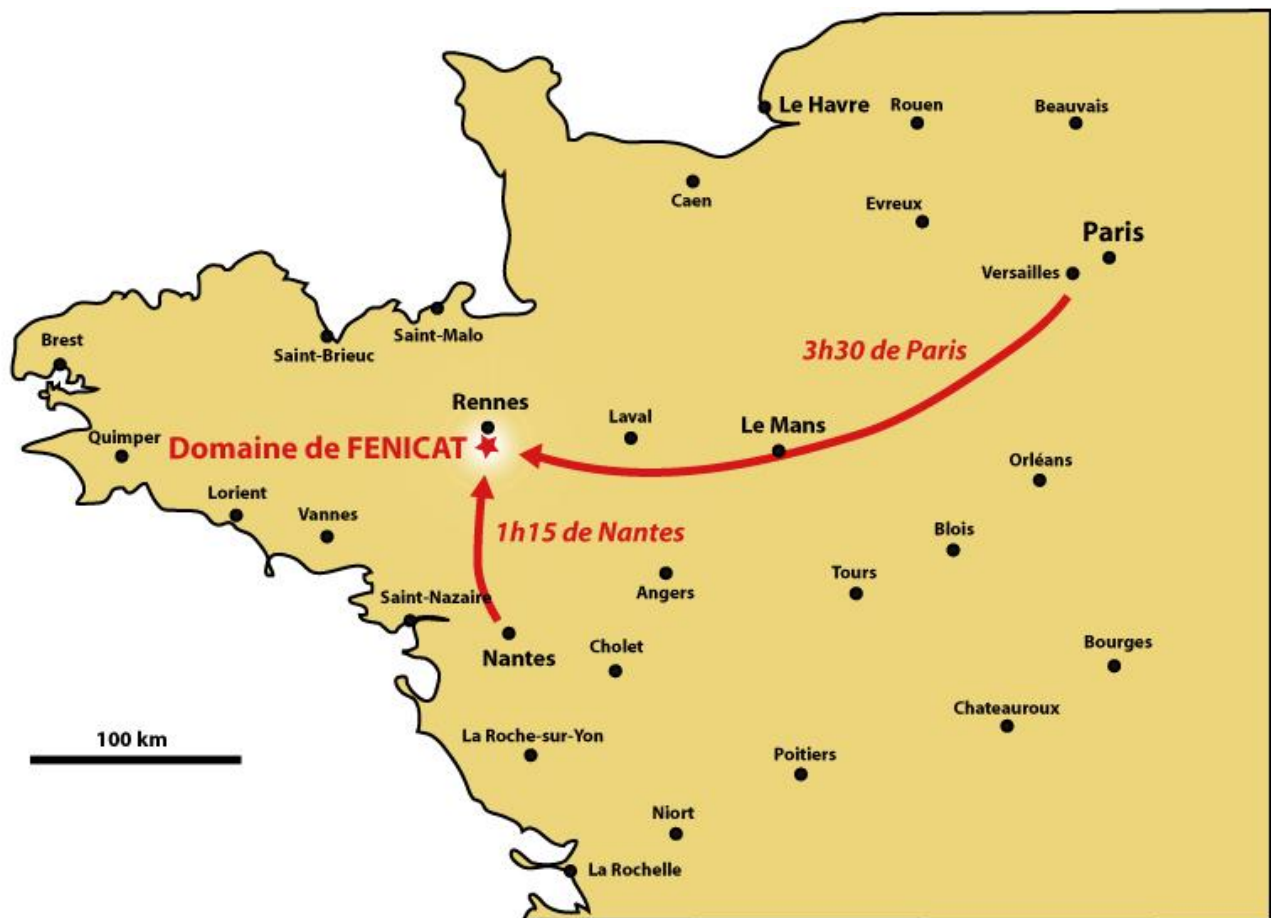 Le Havre
Rouen
Beauvais
Caen
Evreux
Paris
Versailles
3h30 de Paris
Saint-Malo
Saint-Brieuc
Brest
Rennes
Laval
Le Mans
Quimper
Domaine de FENICAT
Orléans
Lorient
Vannes
1h15 de Nantes
Blois
Angers
Tours
Saint-Nazaire
Nantes
Cholet
Bourges
Chateauroux
100 km
La Roche-sur-Yon
Poitiers
Niort
La Rochelle